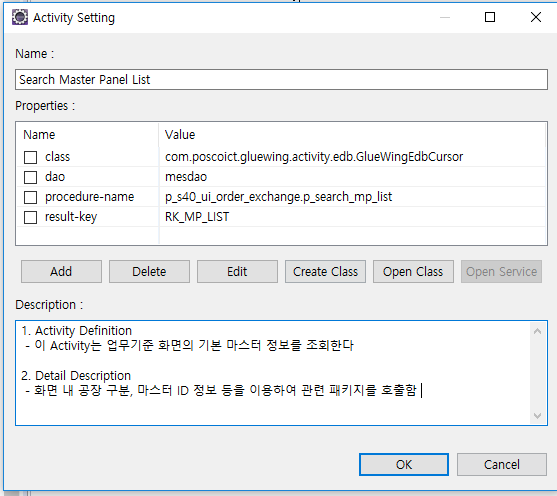 Activity Setting
Name :
Search Master Panel List
Properties :
Name Value
class com.poscoict.gluewing.activity.edb.GlueWingEdbCursor
dao mesdao
procedure-name p_s40_ui_order_exchange.p_search_mp_list
result-key RK_MP_LIST
Add Delete Edit Create Class Open Class Open Service
Description :
1. Activity Definition
- 이 Activity는 업무기준 화면의 기본 마스터 정보를 조회한다
2. Detail Description
- 화면 내 공장 구분, 마스터 ID 정보 등을 이용하여 관련 패키지를 호출함
OK Cancel